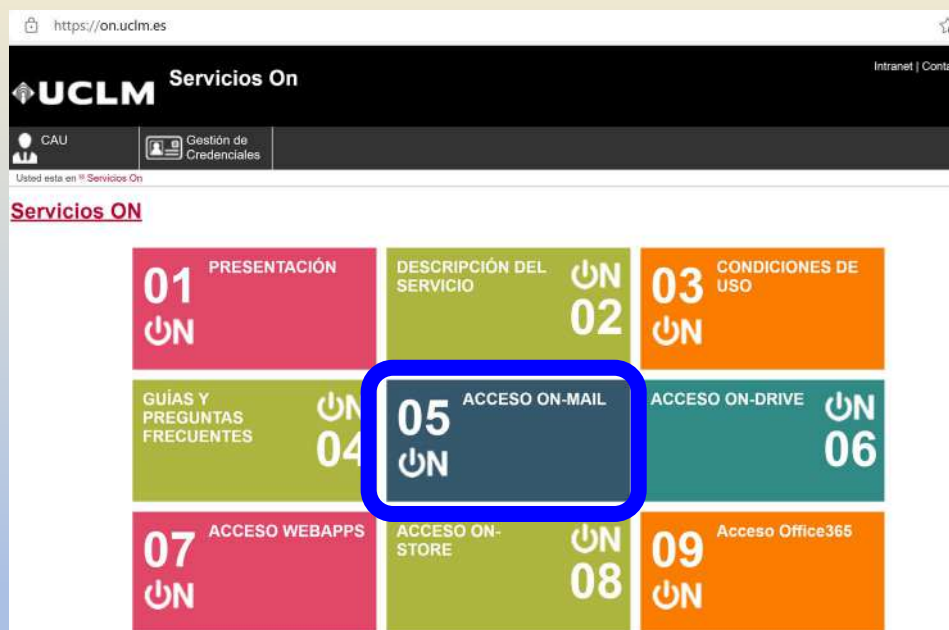 https://on.uclm.es
UCLM Servicios On
Intranet | Conta
CAU
Gestión de
Credenciales
Usted esta en Servicios On
Servicios ON
01 PRESENTACIÓN
ON
DESCRIPCIÓN DEL
SERVICIO
ON
02
03 CONDICIONES DE
USO
ON
GUÍAS Y
PREGUNTAS
FRECUENTES
ON
04
05 ACCESO ON-MAIL
ON
ACCESO ON-DRIVE
ON
06
07 ACCESO WEBAPPS
ON
ACCESO ON-
STORE
ON
08
09 Acceso Office365
ON